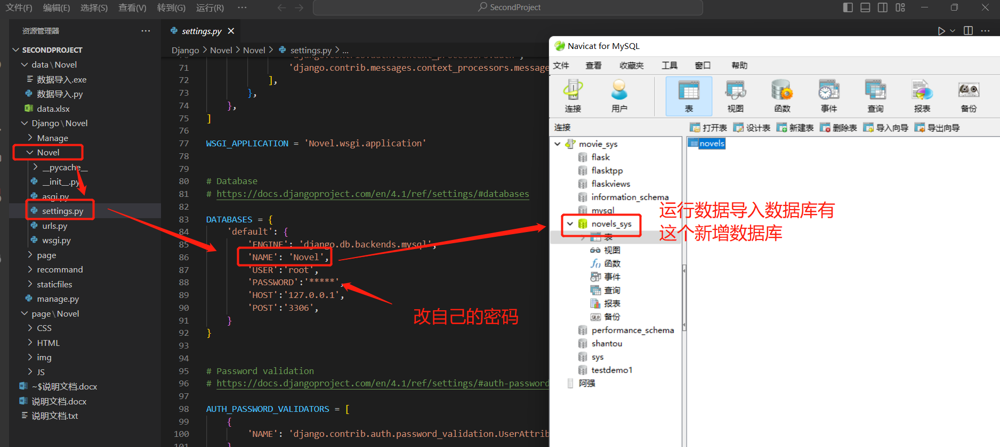 文件(F) 编辑(E) 选择(S) 查看(V) 转到(G) 运行(R) ··· SecondProject
资源管理器 ···
SECONDPROJECT
data\Novel
数据导入.exe
数据导入.py
data.xlsx
Django\Novel
Manage
Novel
__pycache__
__init__.py
asgi.py
settings.py
urls.py
wsgi.py
page
recommand
staticfiles
manage.py
page\Novel
CSS
HTML
img
JS
~$说明文档.docx
说明文档.docx
说明文档.txt
settings.py
Django > Novel > Novel > settings.py > ...
71 'django.contrib.messages.context_processors.message
72 ],
73 },
74 },
75 ]
76
77 WSGI_APPLICATION = 'Novel.wsgi.application'
78
79
80 # Database
81 # https://docs.djangoproject.com/en/4.1/ref/settings/#databases
82
83 DATABASES = {
84 'default': {
85 'ENGINE': 'django.db.backends.mysql',
86 'NAME': 'Novel',
87 'USER':'root',
88 'PASSWORD':'*****',
89 'HOST':'127.0.0.1',
90 'POST':'3306',
91 }
92 }
93
94
95 # Password validation
96 # https://docs.djangoproject.com/en/4.1/ref/settings/#auth-password
97
98 AUTH_PASSWORD_VALIDATORS = [
99 {
100 'NAME': 'django.contrib.auth.password_validation.UserAttrib
101 }
改自己的密码
Navicat for MySQL
文件 查看 收藏夹 工具 窗口 帮助
连接 用户 表 视图 函数 事件 查询 报表 备份
连接 打开表 设计表 新建表 删除表 导入向导 导出向导
movie_sys
flask
flasktpp
flaskviews
information_schema
mysql
novels_sys
表
视图
函数
事件
查询
报表
备份
performance_schema
shantou
sys
testdemo1
阿强
novels
运行数据导入数据库有
这个新增数据库